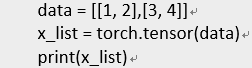 data = [[1, 2],[3, 4]]
x_list = torch.tensor(data)
print(x_list)